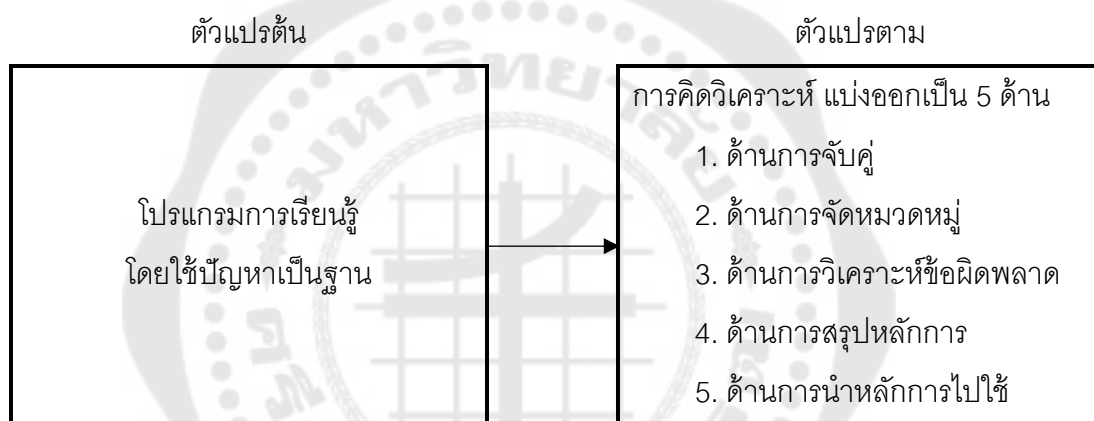 ตัวแปรต้น
ตัวแปรตาม
โปรแกรมการเรียนรู้
โดยใช้ปัญหาเป็นฐาน
การคิดวิเคราะห์ แบ่งออกเป็น 5 ด้าน
1. ด้านการจับคู่
2. ด้านการจัดหมวดหมู่
3. ด้านการวิเคราะห์ข้อผิดพลาด
4. ด้านการสรุปหลักการ
5. ด้านการนำหลักการไปใช้